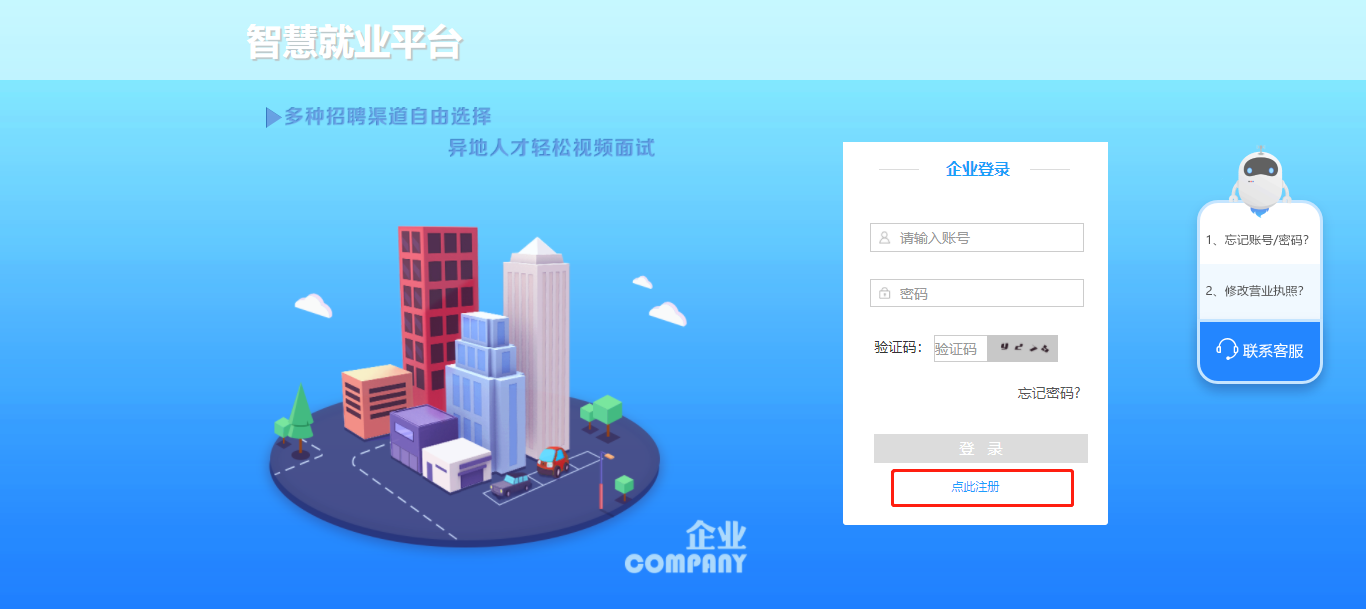 智慧就业平台
多种招聘渠道自由选择
异地人才轻松视频面试
企业登录
请输入账号
密码
验证码： 验证码
忘记密码?
登 录
点此注册
1、忘记账号/密码?
2、修改营业执照?
联系客服
企业
COMPANY